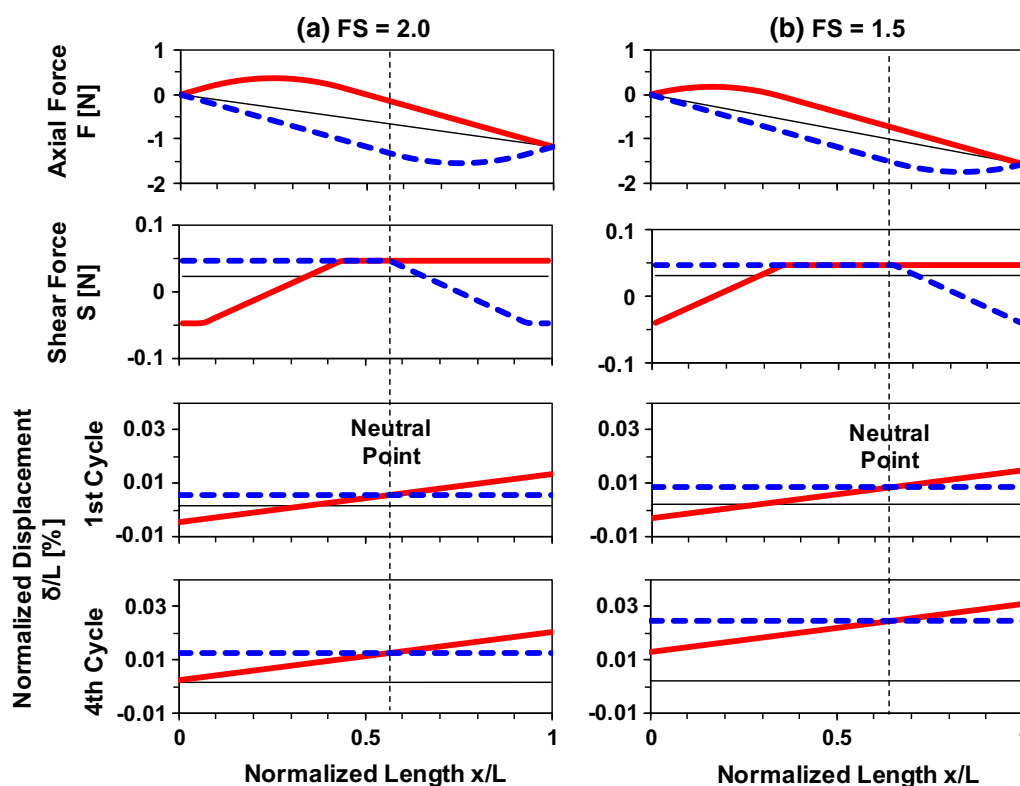 (a) FS = 2.0
(b) FS = 1.5
Axial Force
F [N]
1
0
-1
-2
1
0
-1
-2
Shear Force
S [N]
0.1
0
-0.1
0.1
0
-0.1
Normalized Displacement
δ/L [%]
1st Cycle
0.03
0.01
-0.01
Neutral
Point
0.03
0.01
-0.01
Neutral
Point
4th Cycle
0.03
0.01
-0.01
0.03
0.01
-0.01
0
0.5
1
0
0.5
1
Normalized Length x/L
Normalized Length x/L